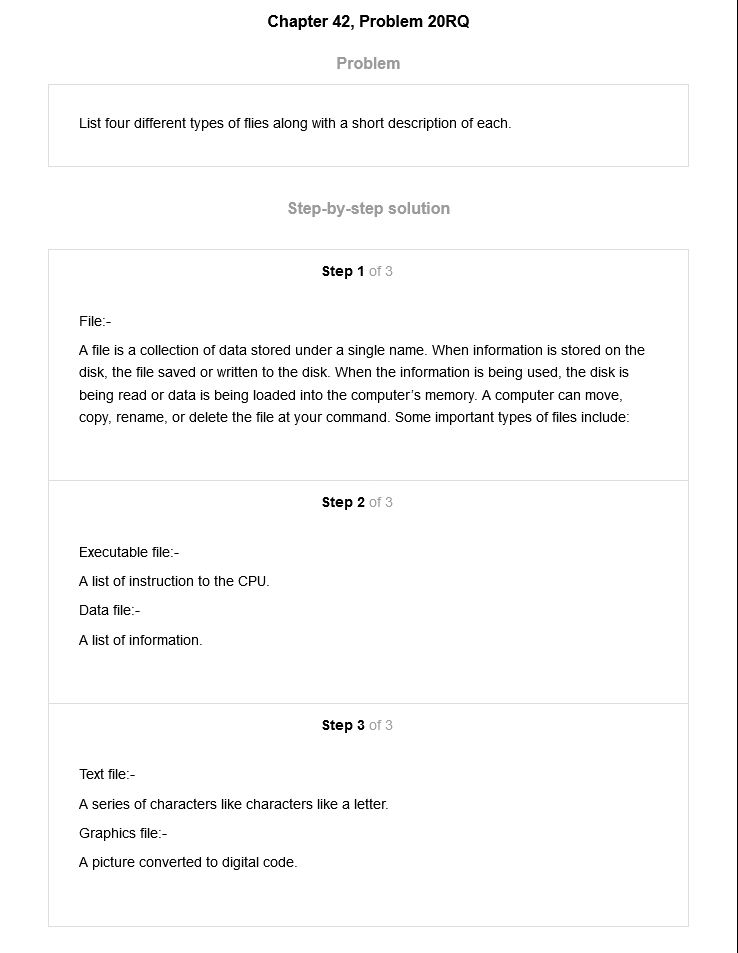 Chapter 42, Problem 20RQ
Problem
List four different types of flies along with a short description of each.
Step-by-step solution
Step 1 of 3
File:-
A file is a collection of data stored under a single name. When information is stored on the
disk, the file saved or written to the disk. When the information is being used, the disk is
being read or data is being loaded into the computer's memory. A computer can move,
copy, rename, or delete the file at your command. Some important types of files include:
Step 2 of 3
Executable file:-
A list of instruction to the CPU.
Data file:-
A list of information.
Step 3 of 3
Text file:-
A series of characters like characters like a letter.
Graphics file:-
A picture converted to digital code.